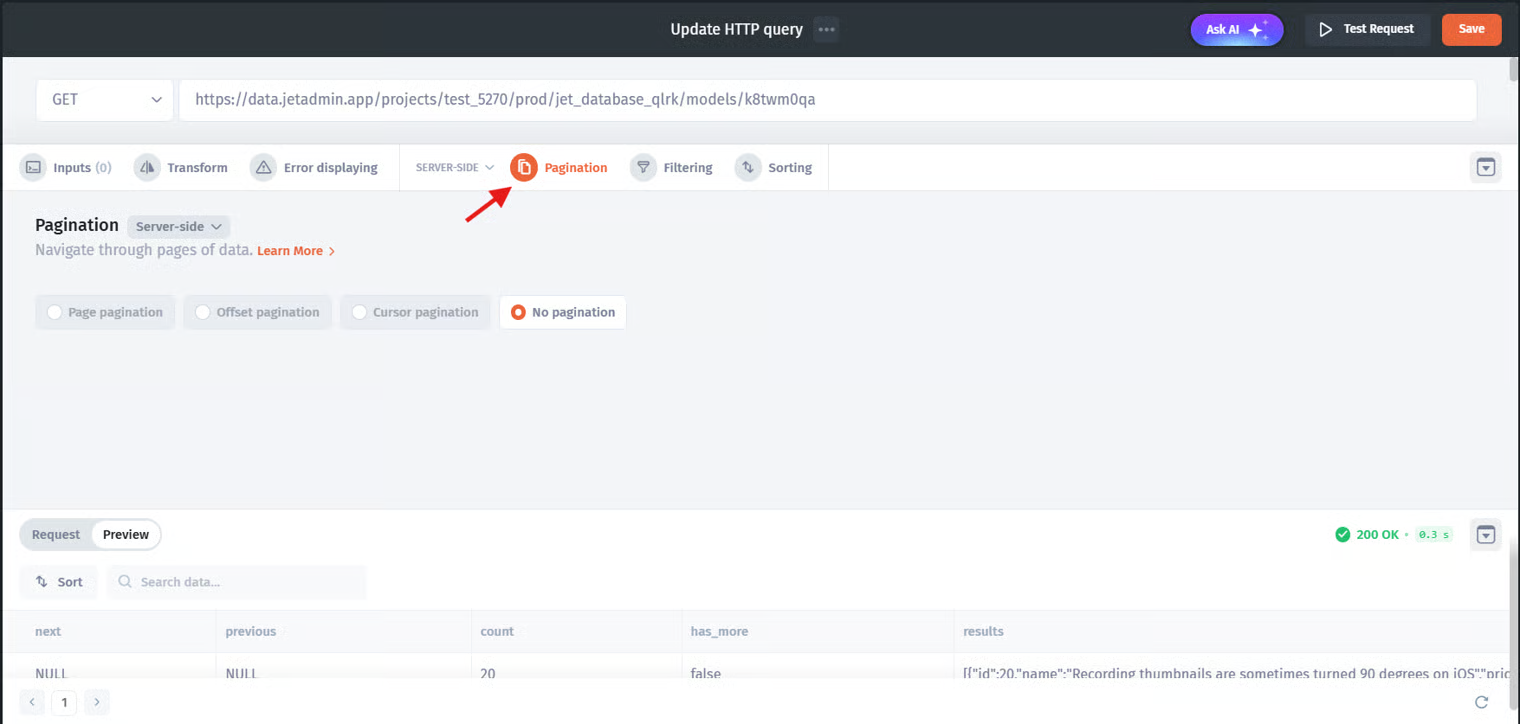 Update HTTP query
Ask AI
Test Request
Save
GET
https://data.jetadmin.app/projects/test_5270/prod/jet_database_qlrk/models/k8twm0qa
Inputs (0) Transform Error displaying SERVER-SIDE Pagination Filtering Sorting
Pagination Server-side
Navigate through pages of data. Learn More >
Page pagination Offset pagination Cursor pagination No pagination
Request Preview
200 OK • 0.3 s
Sort Search data...
next previous count has_more results
NULL NULL 20 false [{"id":20,"name":"Recording thumbnails are sometimes turned 90 degrees on iOS","pric
1